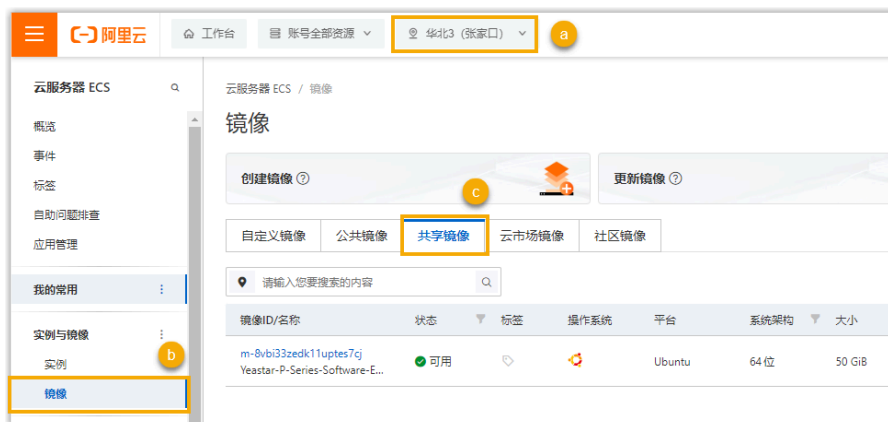 阿里云 工作台 账号全部资源 华北3（张家口） a
云服务器 ECS
概览
事件
标签
自助问题排查
应用管理
我的常用
实例与镜像
b
实例
镜像
云服务器 ECS / 镜像
镜像
创建镜像 ?
更新镜像 ?
c
自定义镜像 公共镜像 共享镜像 云市场镜像 社区镜像
请输入您要搜索的内容
镜像ID/名称 状态 标签 操作系统 平台 系统架构 大小
m-8vbi33zedk11uptes7cj
Yeastar-P-Series-Software-E... 可用 Ubuntu 64 位 50 GiB